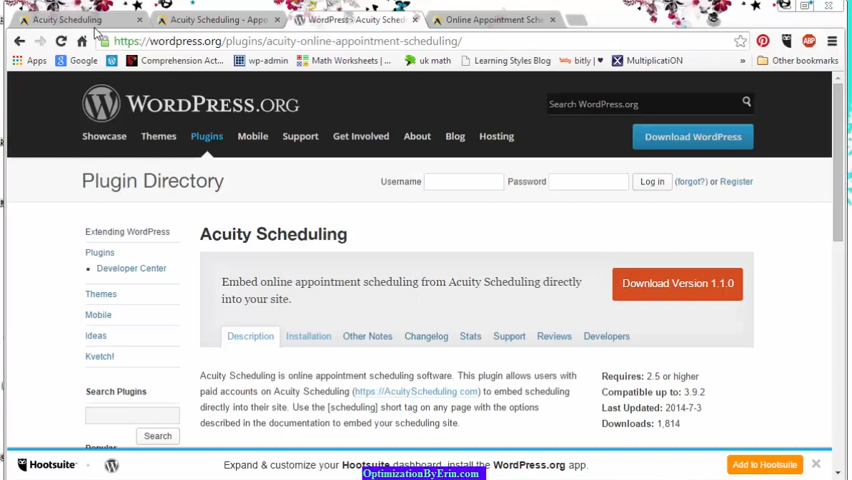 Acuity Scheduling
Acuity Scheduling - Appo
WordPress › Acuity Sched
Online Appointment Sche
https://wordpress.org/plugins/acuity-online-appointment-scheduling/
Apps Google Comprehension Actic... wp-admin Math Worksheets |... uk math Learning Styles Blog bitly | ♥ MultiplicatiON » Other bookmarks
WORDPRESS.ORG
Search WordPress.org
Showcase Themes Plugins Mobile Support Get Involved About Blog Hosting
Download WordPress
Plugin Directory
Username Password Log in (forgot?) or Register
Extending WordPress
Plugins
• Developer Center
Themes
Mobile
Ideas
Kvetch!
Search Plugins
Search
Popular
Acuity Scheduling
Embed online appointment scheduling from Acuity Scheduling directly
into your site.
Download Version 1.1.0
Description Installation Other Notes Changelog Stats Support Reviews Developers
Acuity Scheduling is online appointment scheduling software. This plugin allows users with
paid accounts on Acuity Scheduling (https://AcuityScheduling.com) to embed scheduling
directly into their site. Use the [scheduling] short tag on any page with the options
described in the documentation to embed your scheduling site.
Requires: 2.5 or higher
Compatible up to: 3.9.2
Last Updated: 2014-7-3
Downloads: 1,814
Hootsuite
Expand & customize your Hootsuite dashboard, install the WordPress.org app.
Add to Hootsuite
OptimizationByErin.com